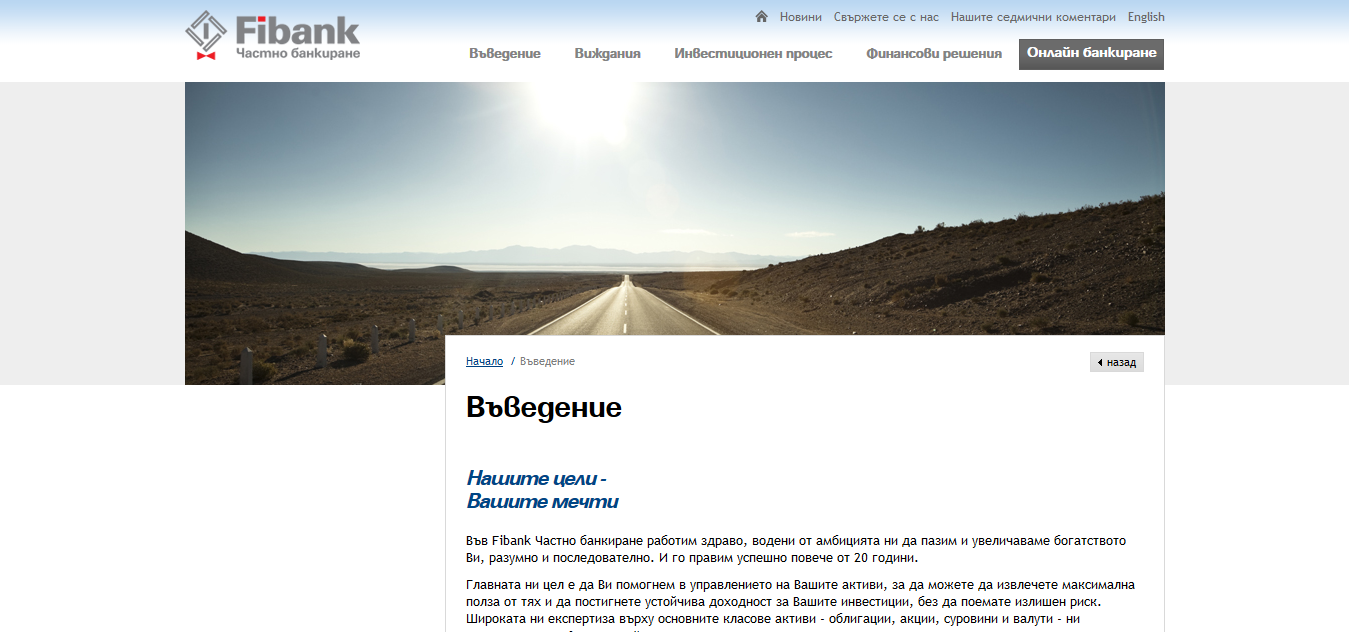 Fibank
Частно банкиране
Новини Свържете се с нас Нашите седмични коментари English
Въведение Виждания Инвестиционен процес Финансови решения Онлайн банкиране
Начало / Въведение
назад
Въведение
Нашите цели -
Вашите мечти
Във Fibank Частно банкиране работим здраво, водени от амбицията ни да пазим и увеличаваме богатството
Ви, разумно и последователно. И го правим успешно повече от 20 години.
Главната ни цел е да Ви помогнем в управлението на Вашите активи, за да можете да извлечете максимална
полза от тях и да постигнете устойчива доходност за Вашите инвестиции, без да поемате излишен риск.
Широката ни експертиза върху основните класове активи - облигации, акции, суровини и валути - ни